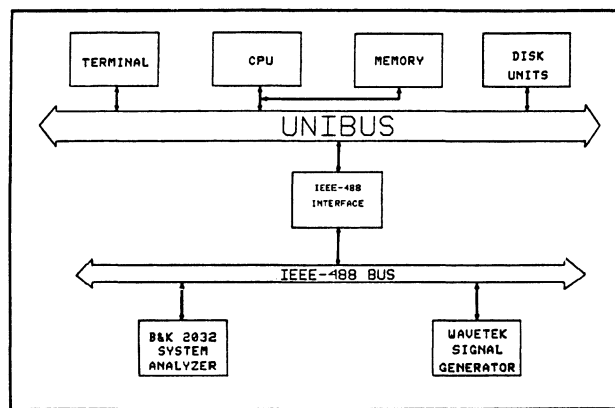 TERMINAL
CPU
MEMORY
DISK
UNITS
UNIBUS
IEEE-488
INTERFACE
IEEE-488 BUS
B&K 2032
SYSTEM
ANALYZER
WAVETEK
SIGNAL
GENERATOR